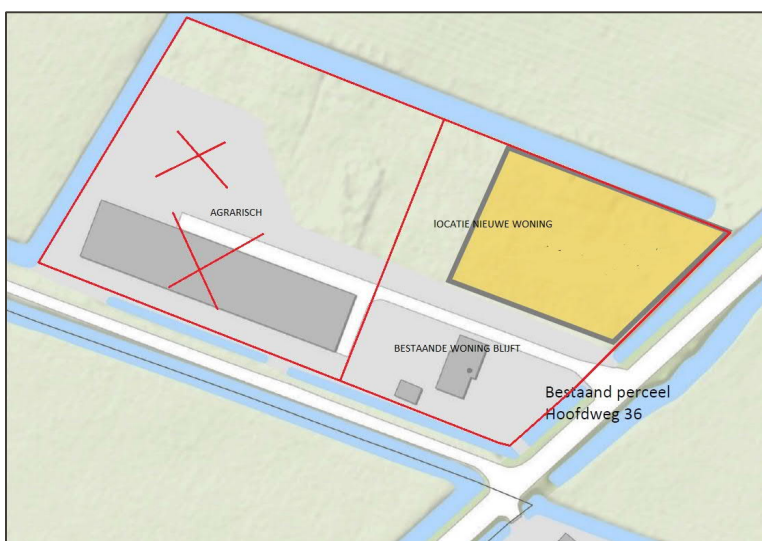 AGRARISCH
lOCATIE NIEUWE WONING
BESTAANDE WONING BLIJFT
Bestaand perceel
Hoofdweg 36